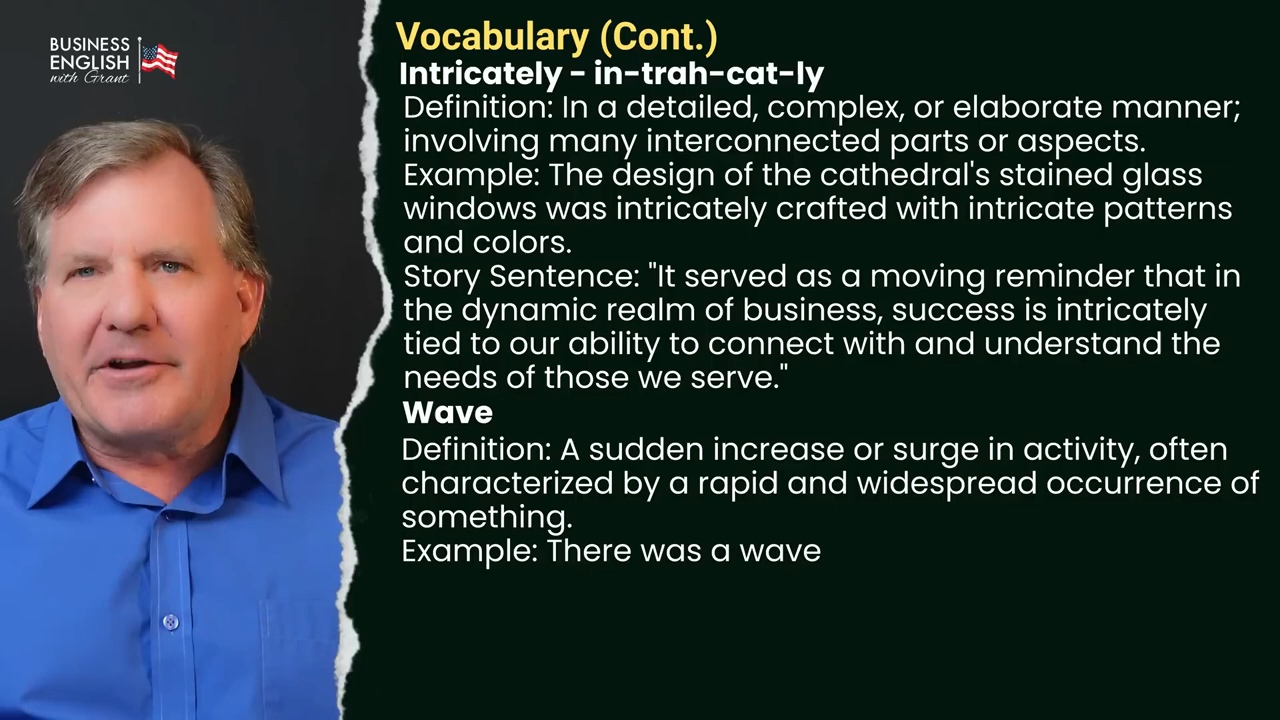 BUSINESS
ENGLISH
with Grant
Vocabulary (Cont.)
Intricately - in-trah-cat-ly
Definition: In a detailed, complex, or elaborate manner;
involving many interconnected parts or aspects.
Example: The design of the cathedral's stained glass
windows was intricately crafted with intricate patterns
and colors.
Story Sentence: "It served as a moving reminder that in
the dynamic realm of business, success is intricately
tied to our ability to connect with and understand the
needs of those we serve."
Wave
Definition: A sudden increase or surge in activity, often
characterized by a rapid and widespread occurrence of
something.
Example: There was a wave